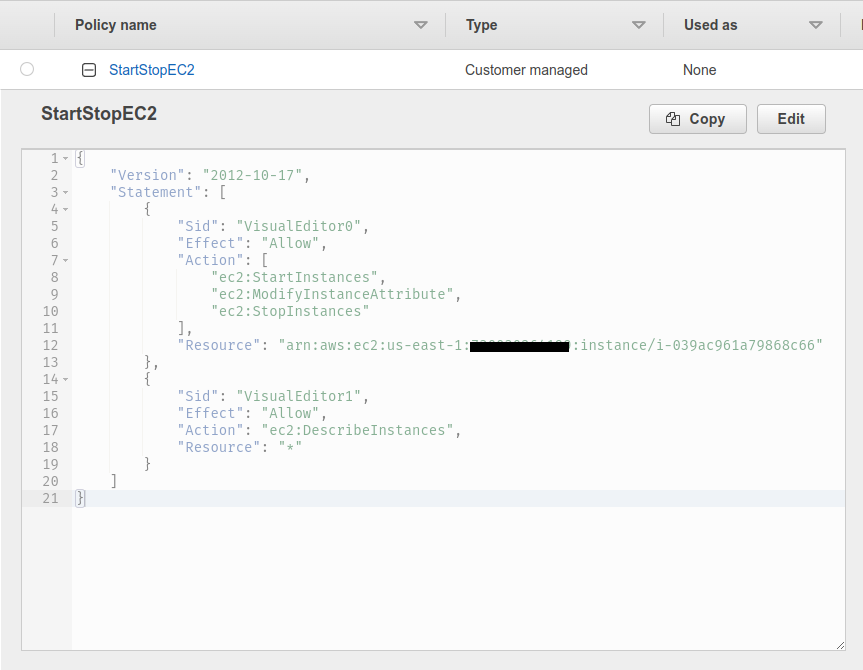 Policy name Type Used as
StartStopEC2 Customer managed None
StartStopEC2 Copy Edit
1 {
2 "Version": "2012-10-17",
3 "Statement": [
4 {
5 "Sid": "VisualEditor0",
6 "Effect": "Allow",
7 "Action": [
8 "ec2:StartInstances",
9 "ec2:ModifyInstanceAttribute",
10 "ec2:StopInstances"
11 ],
12 "Resource": "arn:aws:ec2:us-east-1: :instance/i-039ac961a79868c66"
13 },
14 {
15 "Sid": "VisualEditor1",
16 "Effect": "Allow",
17 "Action": "ec2:DescribeInstances",
18 "Resource": "*"
19 }
20 ]
21 }